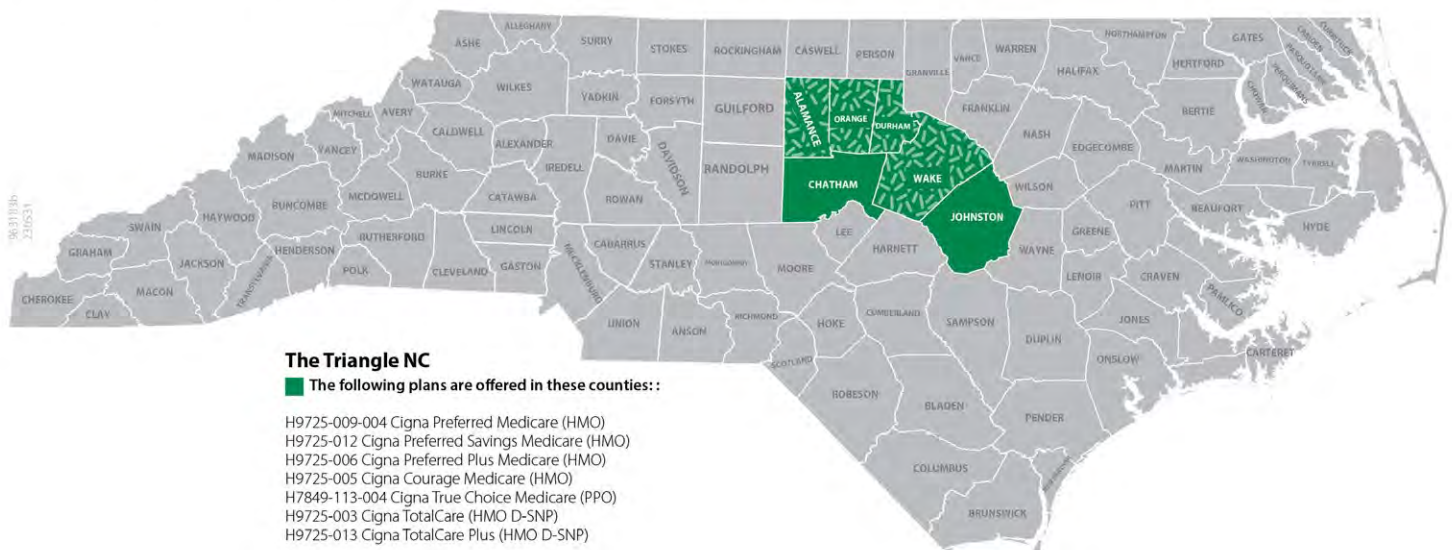 ALLEGHANY
ASHE
SURRY
STOKES
ROCKINGHAM
CASWELL
PERSON
GRANVILLE
VANCE
WARREN
NORTHAMPTON
HALIFAX
HERTFORD
GATES
CAMDEN
CURRITUCK
PASQUOTANK
PERQUIMANS
CHOWAN
BERTIE
WATAUGA
WILKES
YADKIN
FORSYTH
GUILFORD
ALAMANCE
ORANGE
DURHAM
FRANKLIN
NASH
EDGECOMBE
MARTIN
WASHINGTON
TYRRELL
MITCHELL
AVERY
CALDWELL
ALEXANDER
DAVIE
IREDELL
DAVIDSON
RANDOLPH
CHATHAM
WAKE
WILSON
PITT
BEAUFORT
HYDE
MADISON
YANCEY
BURKE
MCDOWELL
CATAWBA
ROWAN
JOHNSTON
GREENE
SWAIN
HAYWOOD
BUNCOMBE
RUTHERFORD
LINCOLN
CABARRUS
STANLEY
MOORE
LEE
HARNETT
WAYNE
LENOIR
CRAVEN
PAMLICO
GRAHAM
JACKSON
HENDERSON
TRANSYLVANIA
POLK
CLEVELAND
GASTON
MECKLENBURG
CHEROKEE
CLAY
MACON
UNION
ANSON
RICHMOND
SCOTLAND
HOKE
CUMBERLAND
SAMPSON
DUPLIN
JONES
ONSLOW
CARTERET
ROBESON
BLADEN
PENDER
COLUMBUS
BRUNSWICK
The Triangle NC
The following plans are offered in these counties: :
H9725-009-004 Cigna Preferred Medicare (HMO)
H9725-012 Cigna Preferred Savings Medicare (HMO)
H9725-006 Cigna Preferred Plus Medicare (HMO)
H9725-005 Cigna Courage Medicare (HMO)
H7849-113-004 Cigna True Choice Medicare (PPO)
H9725-003 Cigna TotalCare (HMO D-SNP)
H9725-013 Cigna TotalCare Plus (HMO D-SNP)